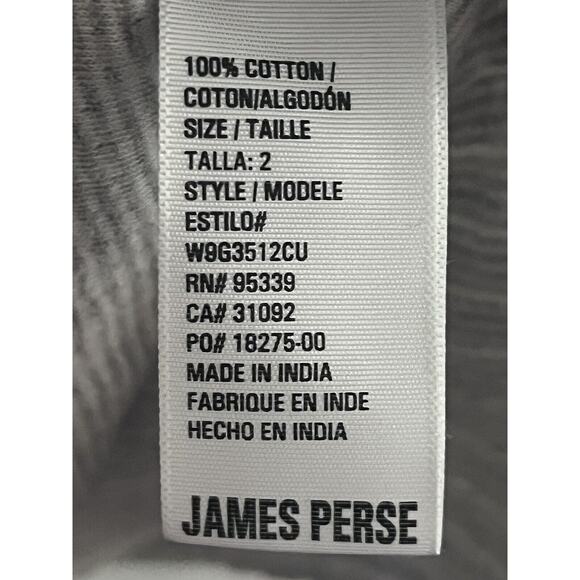 100% COTTON /
COTON/ALGODÓN
SIZE / TAILLE
TALLA: 2
STYLE / MODELE
ESTILO#
W9G3512CU
RN# 95339
CA# 31092
PO# 18275-00
MADE IN INDIA
FABRIQUE EN INDE
HECHO EN INDIA
JAMES PERSE